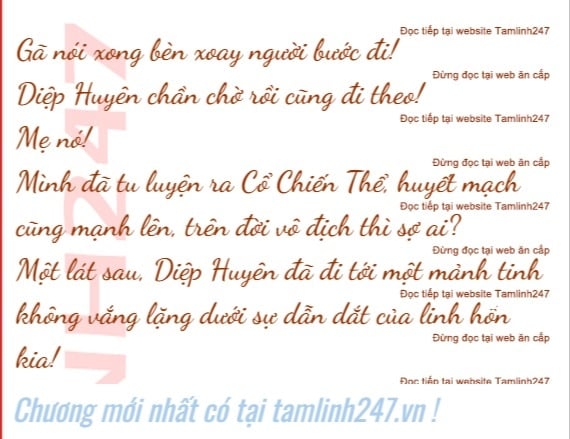 Đọc tiếp tại website Tamlinh247
Gã nói xong bèn xoay người bước đi!
Đừng đọc tại web ăn cắp
Diệp Huyên chần chờ rồi cũng đi theo!
Đọc tiếp tại website Tamlinh247
Mẹ nó!
Đừng đọc tại web ăn cắp
Mình đã tu luyện ra Cổ Chiến Thể, huyết mạch
Đọc tiếp tại website Tamlinh247
cũng mạnh lên, trên đời vô địch thì sợ ai?
Đừng đọc tại web ăn cắp
Một lát sau, Diệp Huyên đã đi tới một mảnh tinh
Đọc tiếp tại website Tamlinh247
không vắng lặng dưới sự dẫn dắt của linh hồn
Đừng đọc tại web ăn cắp
kia!
Đọc tiếp tại website Tamlinh247
NH247
Chương mới nhất có tại tamlinh247.vn !